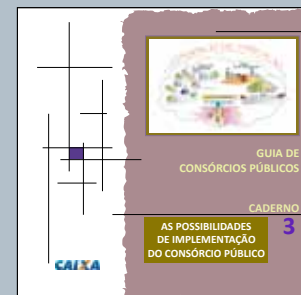 GUIA DE
CONSÓRCIOS PÚBLICOS
CADERNO
3
AS POSSIBILIDADES
DE IMPLEMENTAÇÃO
DO CONSÓRCIO PÚBLICO
CAIXA